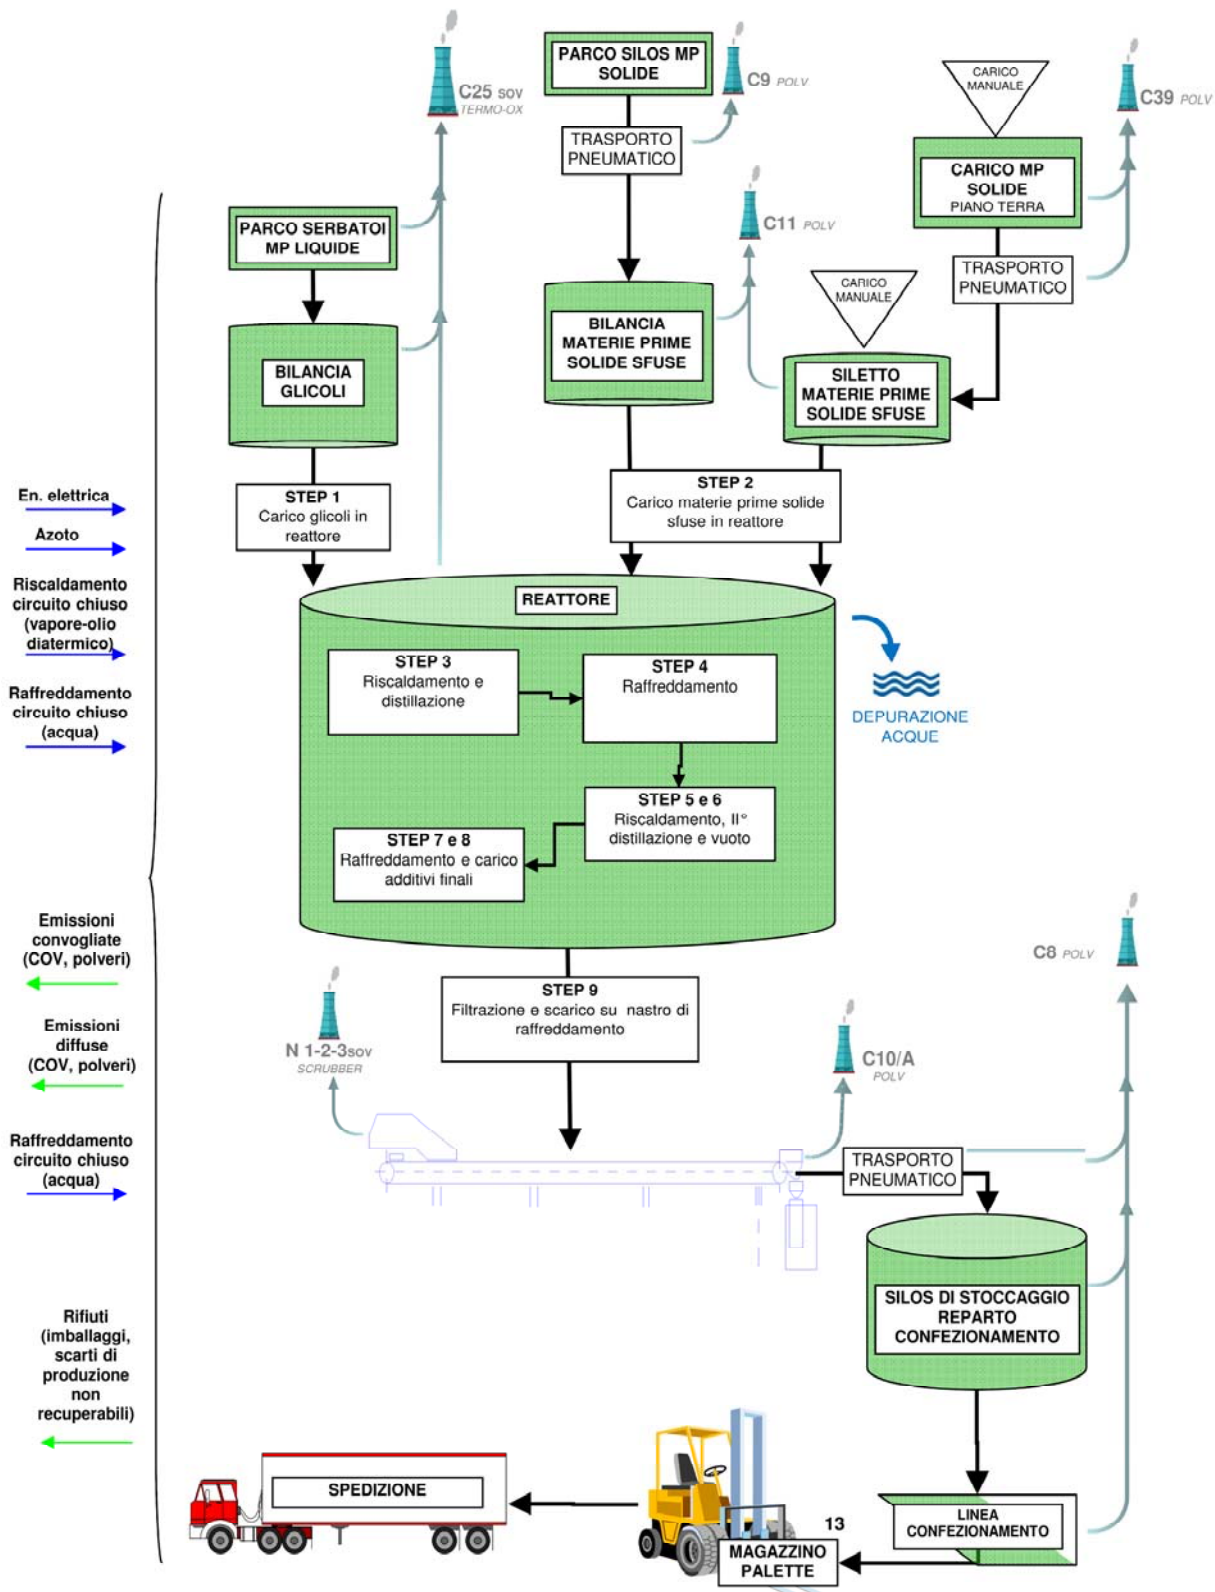 PARCO SILOS MP
SOLIDE
C9 POLV
CARICO
MANUALE
C25 sov
TERMO-OX
C39 POLV
TRASPORTO
PNEUMATICO
CARICO MP
SOLIDE
PIANO TERRA
PARCO SERBATOI
MP LIQUIDE
C11 POLV
TRASPORTO
PNEUMATICO
CARICO
MANUALE
BILANCIA
MATERIE PRIME
SOLIDE SFUSE
BILANCIA
GLICOLI
SILETTO
MATERIE PRIME
SOLIDE SFUSE
STEP 1
Carico glicoli in
reattore
STEP 2
Carico materie prime solide
sfuse in reattore
En. elettrica
Azoto
Riscaldamento
circuito chiuso
(vapore-olio
diatermico)
Raffreddamento
circuito chiuso
(acqua)
REATTORE
STEP 3
Riscaldamento e
distillazione
STEP 4
Raffreddamento
DEPURAZIONE
ACQUE
STEP 5 e 6
Riscaldamento, II°
distillazione e vuoto
STEP 7 e 8
Raffreddamento e carico
additivi finali
Emissioni
convogliate
(COV, polveri)
C8 POLV
STEP 9
Filtrazione e scarico su nastro di
raffreddamento
Emissioni
diffuse
(COV, polveri)
N 1-2-3sov
SCRUBBER
C10/A
POLV
Raffreddamento
circuito chiuso
(acqua)
TRASPORTO
PNEUMATICO
SILOS DI STOCCAGGIO
REPARTO
CONFEZIONAMENTO
Rifiuti
(imballaggi,
scarti di
produzione
non
recuperabili)
SPEDIZIONE
LINEA
CONFEZIONAMENTO
13
MAGAZZINO
PALETTE